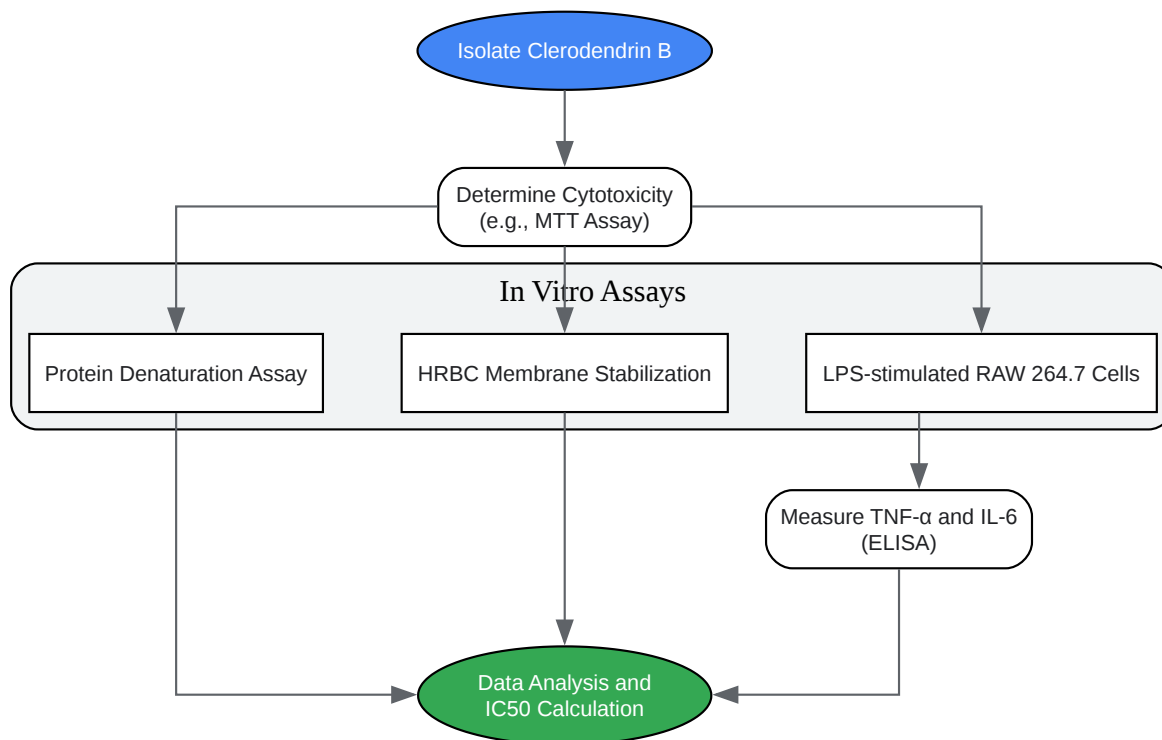 Isolate Clerodendrin B
Determine Cytotoxicity
(e.g., MTT Assay)
In Vitro Assays
Protein Denaturation Assay
HRBC Membrane Stabilization
LPS-stimulated RAW 264.7 Cells
Measure TNF-α and IL-6
(ELISA)
Data Analysis and
IC50 Calculation